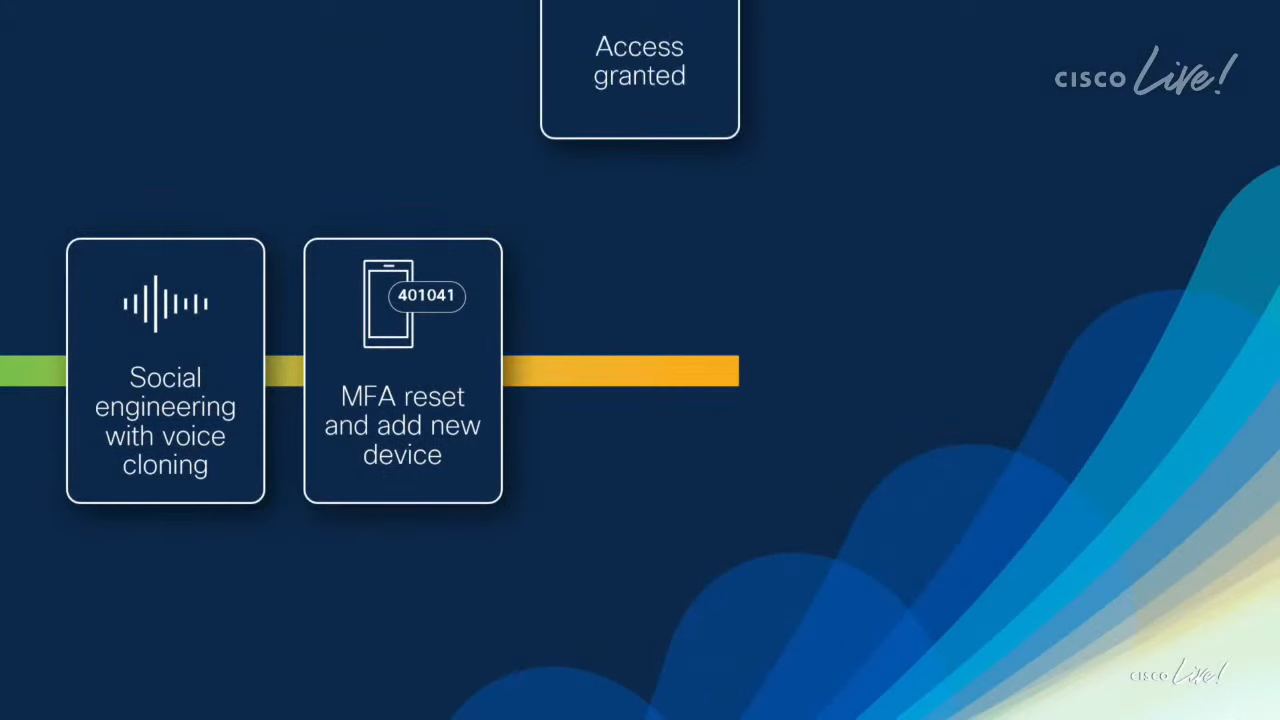 Access
granted
CISCO Live!
401041
Social
engineering
with voice
cloning
MFA reset
and add new
device
CISCO Live!